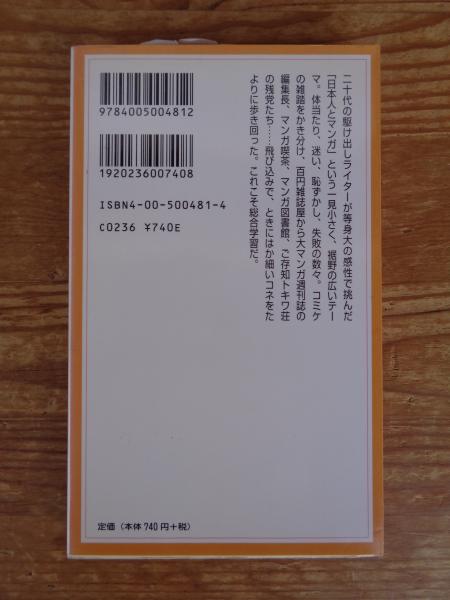 二十代の駆け出しライターが等身大の感性で挑んだ
「日本人とマンガ」という一見小さく、裾野の広いテー
マ。体当たり、迷い、恥ずかし、失敗の数々。コミケ
の雑踏をかき分け、百円雑誌屋から大マンガ週刊誌の
編集長、マンガ喫茶、マンガ図書館、ご存知トキワ荘
の残党たち……飛び込みで、ときにはか細いコネをた
よりに歩き回った。これこそ総合学習だ。
9784005004812
1920236007408
ISBN4-00-500481-4
C0236 ¥740E
定価(本体740円+税)